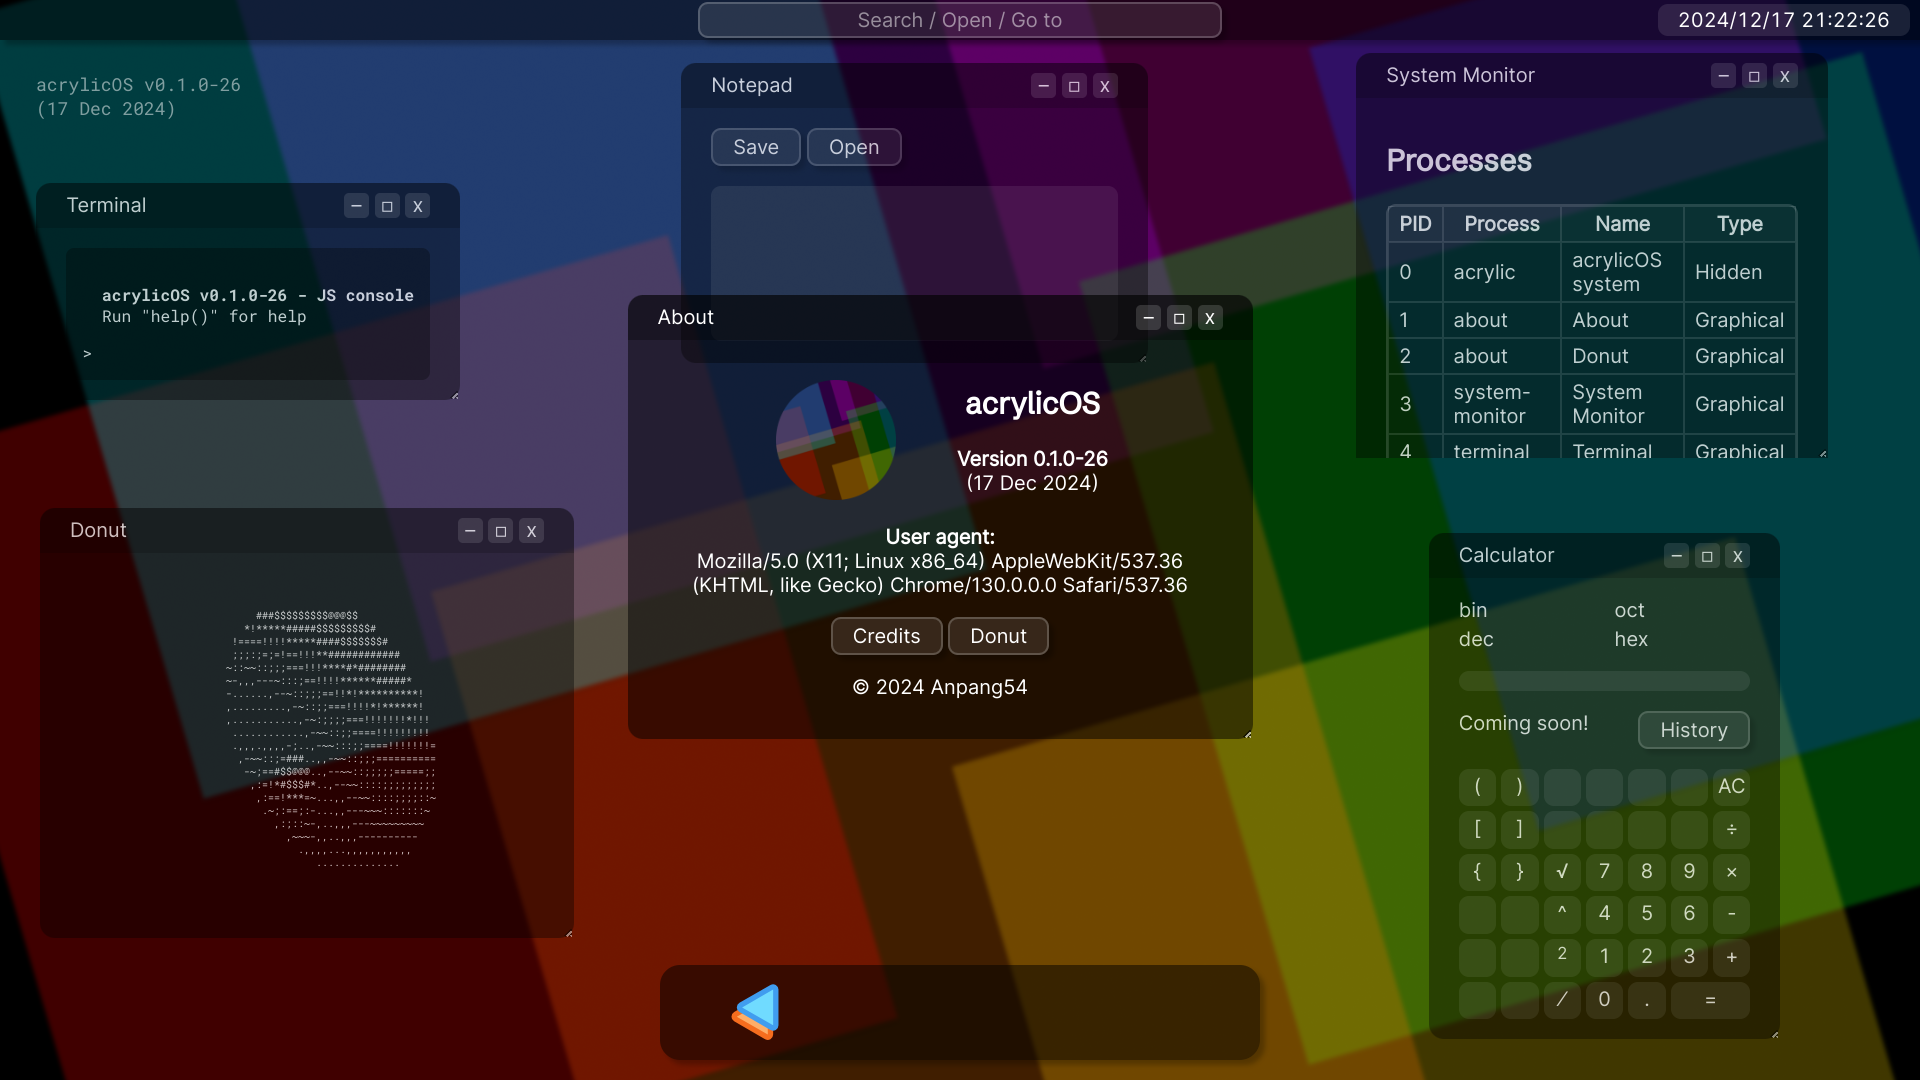 Search / Open / Go to
2024/12/17 21:22:26
acrylicOS v0.1.0-26
(17 Dec 2024)
Terminal
− □ X
acrylicOS v0.1.0-26 - JS console
Run "help()" for help
>
Notepad
− □ X
Save Open
System Monitor
− □ X
Processes
PID Process Name Type
0 acrylic acrylicOS system Hidden
1 about About Graphical
2 about Donut Graphical
3 system-monitor System Monitor Graphical
4 terminal Terminal Graphical
About
− □ X
acrylicOS
Version 0.1.0-26
(17 Dec 2024)
User agent:
Mozilla/5.0 (X11; Linux x86_64) AppleWebKit/537.36
(KHTML, like Gecko) Chrome/130.0.0.0 Safari/537.36
Credits Donut
© 2024 Anpang54
Donut
− □ X
Calculator
− □ X
bin oct
dec hex
Coming soon!
History
( ) AC
[ ] ÷
{ } √ 7 8 9 ×
^ 4 5 6 -
2 1 2 3 +
/ 0 . =